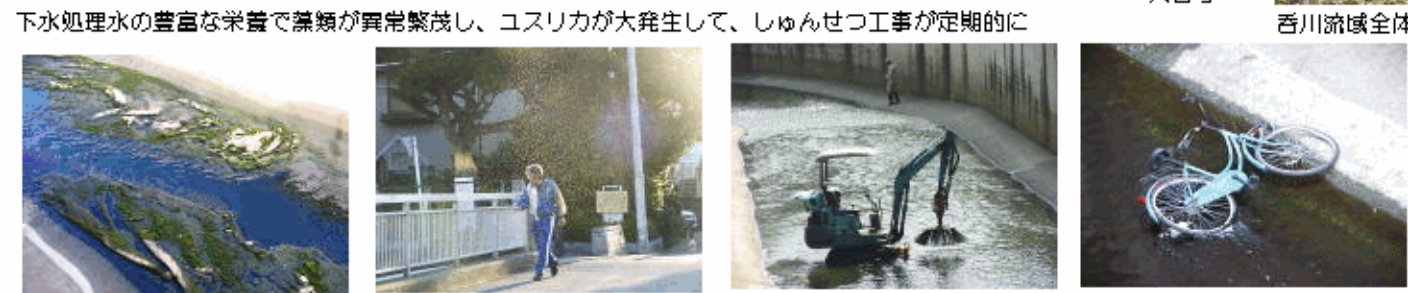 下水処理水の豊富な栄養で藻類が異常繁茂し、ユスリカが大発生して、しゅんせつ工事が定期的に
呑川流域全体